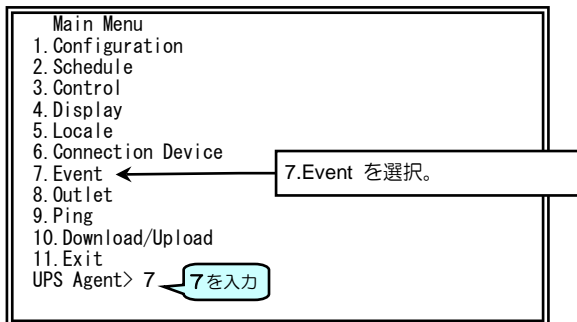 Main Menu
1.Configuration
2.Schedule
3.Control
4.Display
5.Locale
6.Connection Device
7.Event
7.Event を選択。
8.Outlet
9.Ping
10.Download/Upload
11.Exit
UPS Agent> 7
7を入力